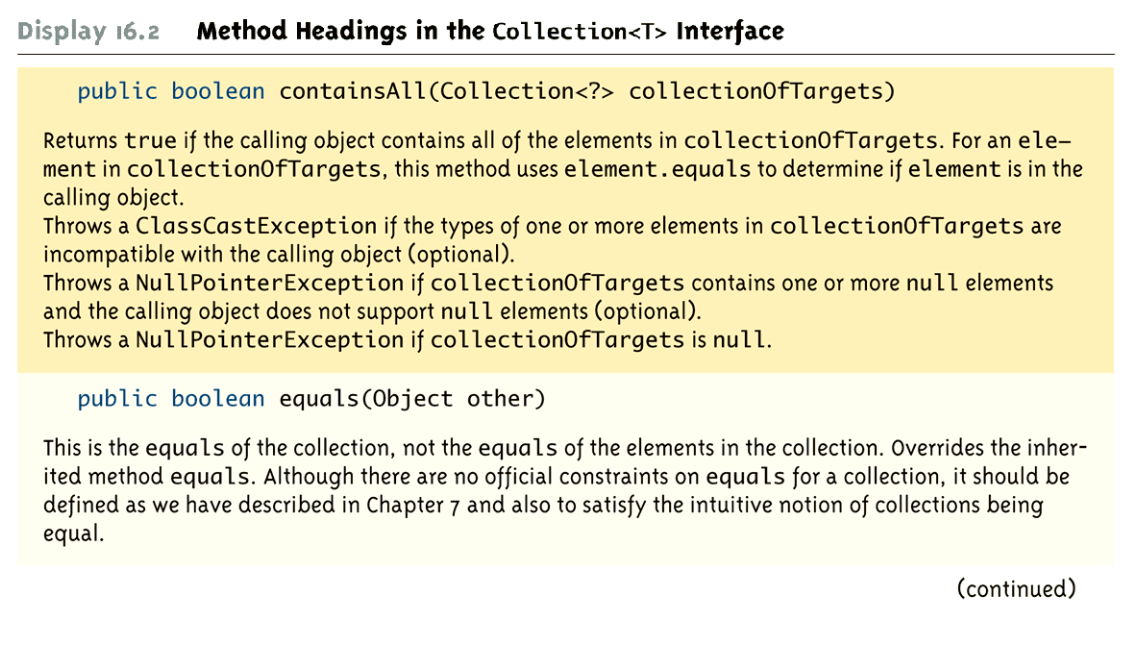 Display 16.2 Method Headings in the Collection<T> Interface
public boolean containsAll(Collection<?> collectionOfTargets)
Returns true if the calling object contains all of the elements in collectionOfTargets. For an ele-
ment in collectionOfTargets, this method uses element.equals to determine if element is in the
calling object.
Throws a ClassCastException if the types of one or more elements in collectionOfTargets are
incompatible with the calling object (optional).
Throws a NullPointerException if collectionOfTargets contains one or more null elements
and the calling object does not support null elements (optional).
Throws a NullPointerException if collectionOfTargets is null.
public boolean equals(Object other)
This is the equals of the collection, not the equals of the elements in the collection. Overrides the inher-
ited method equals. Although there are no official constraints on equals for a collection, it should be
defined as we have described in Chapter 7 and also to satisfy the intuitive notion of collections being
equal.
(continued)